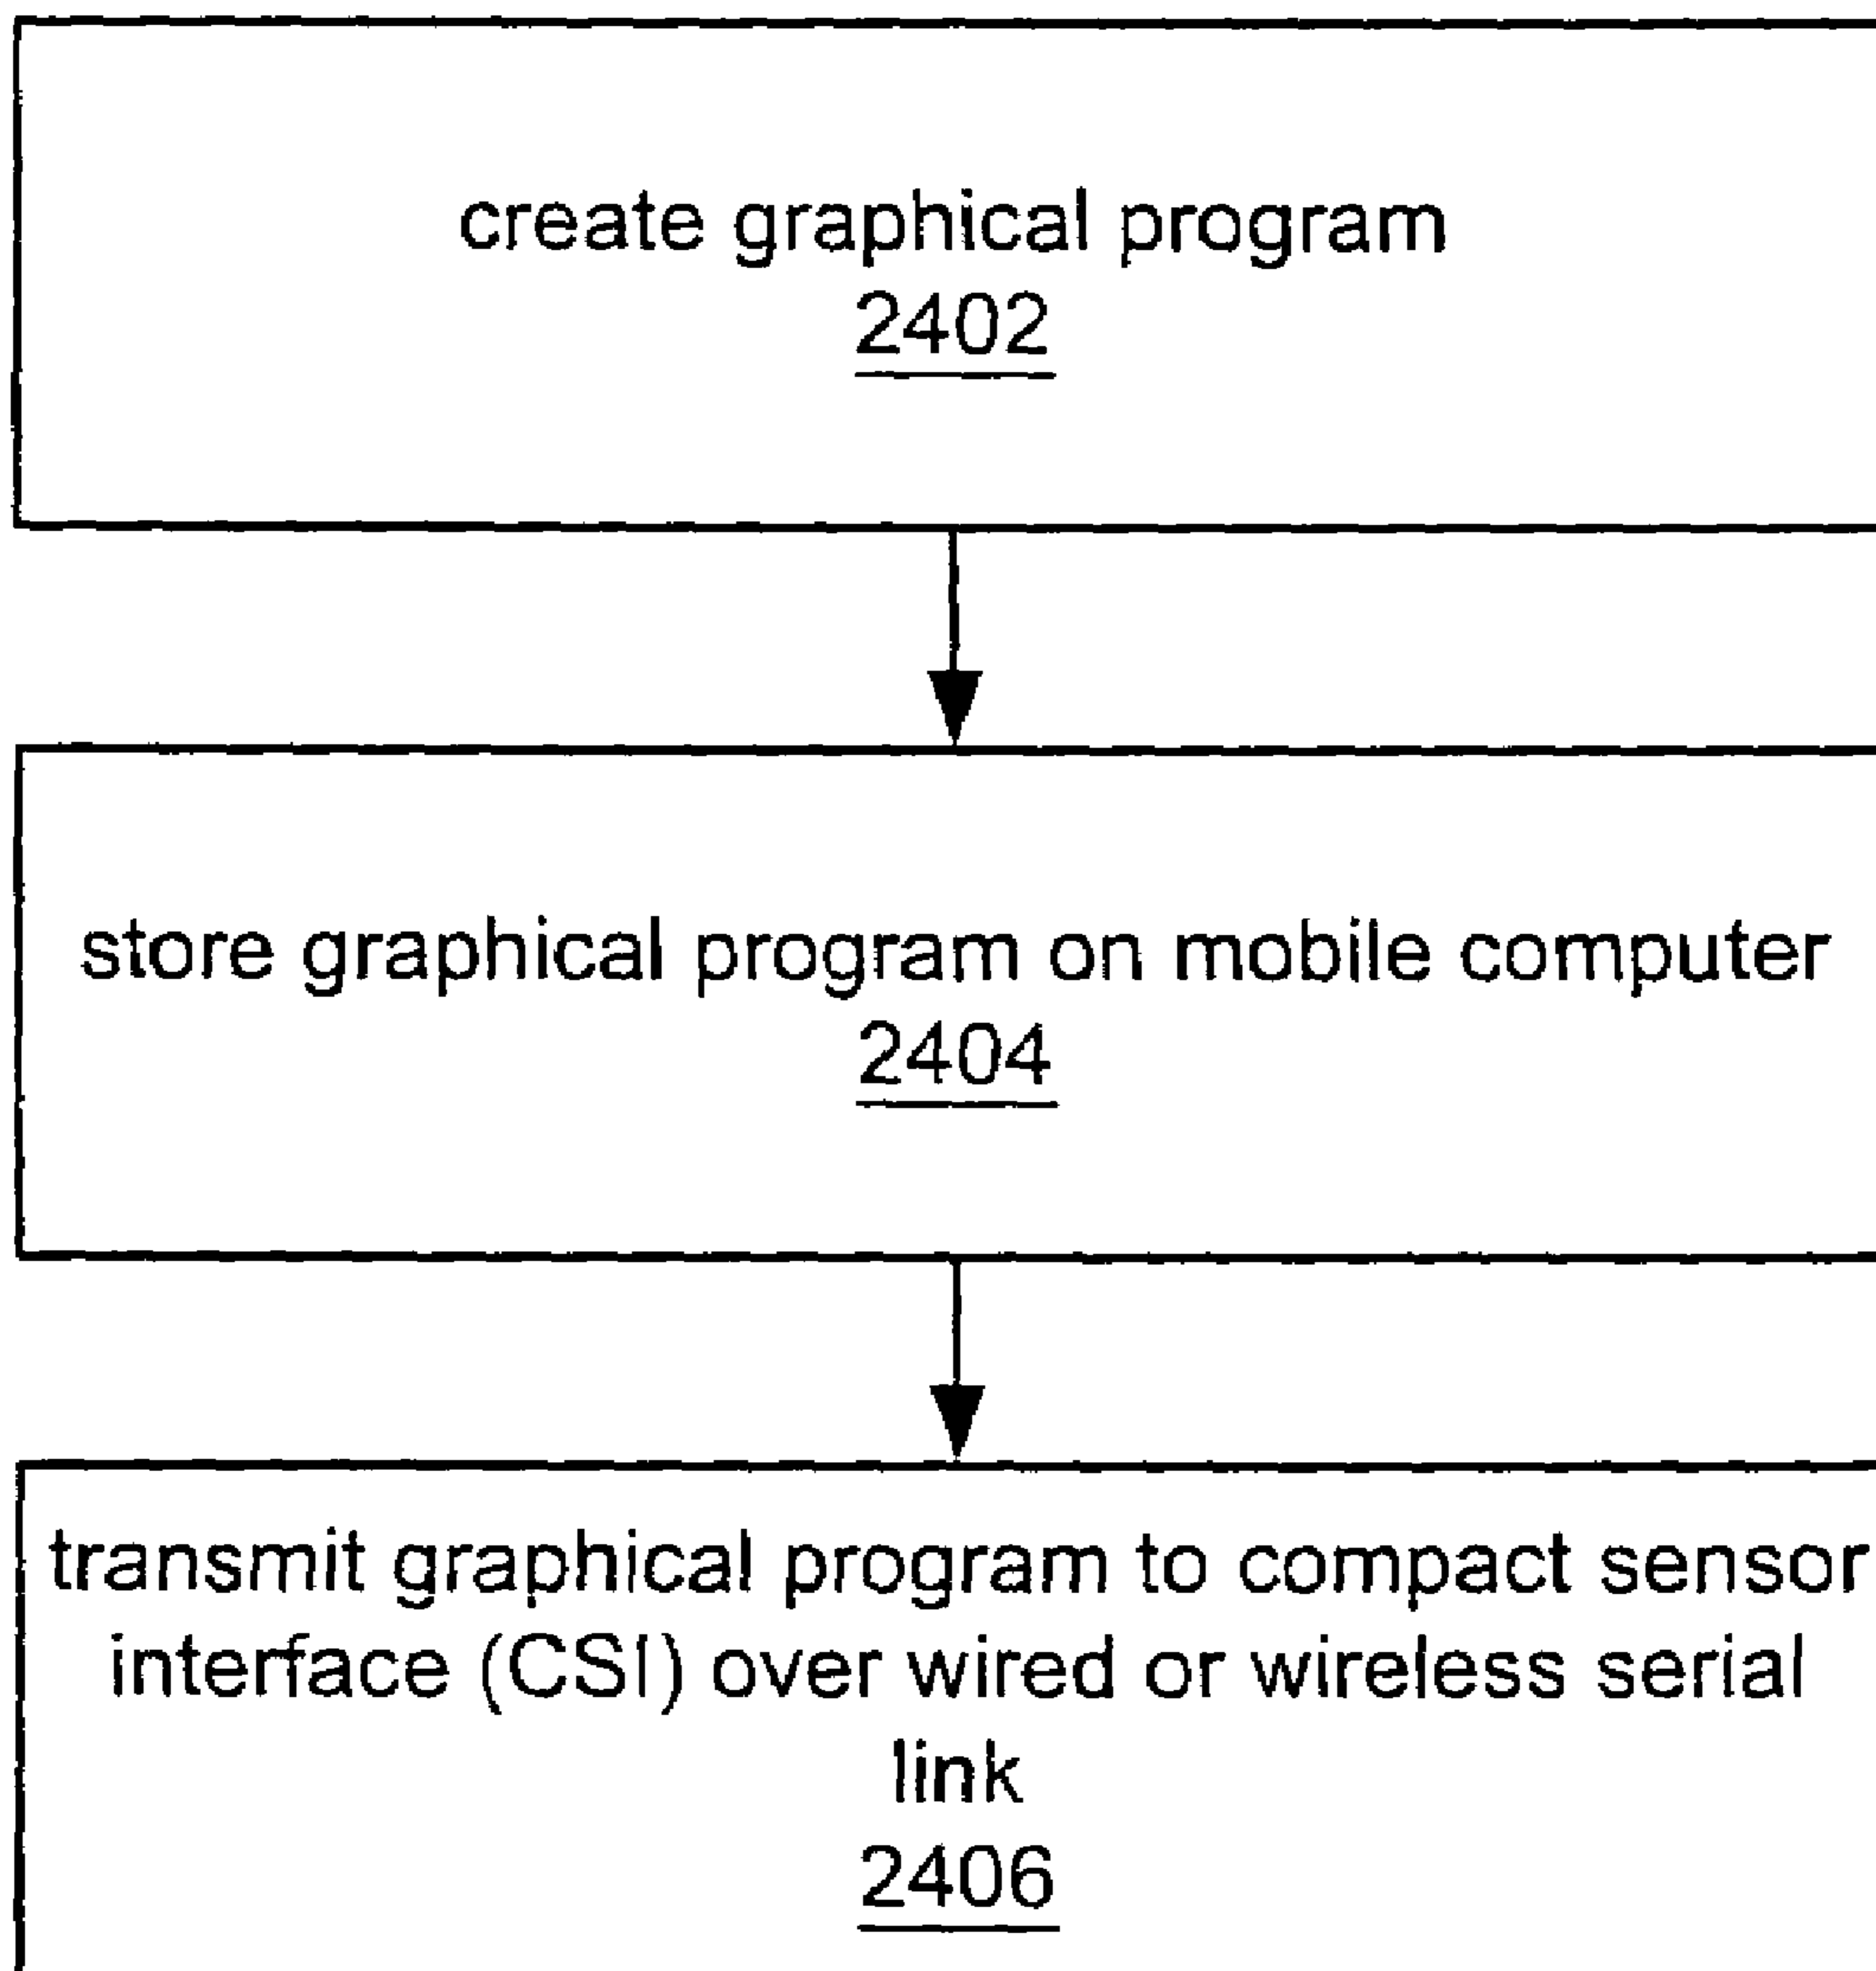 create graphical program
2402
store graphical program on mobile computer
2404
transmit graphical program to compact sensor
interface (CSI) over wired or wireless serial
link
2406